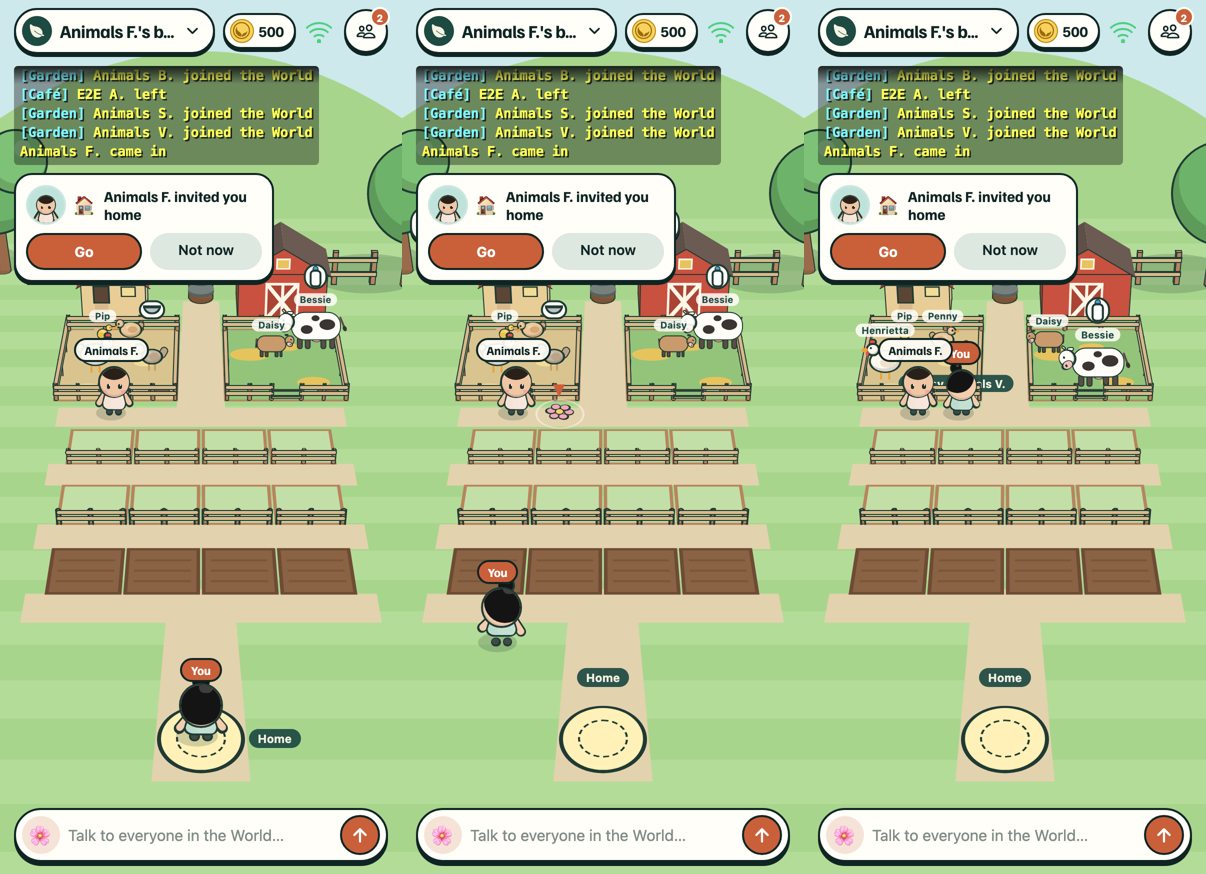 Animals F.'s b...
500
2
[Garden] Animals B. joined the World
[Café] E2E A. left
[Garden] Animals S. joined the World
[Garden] Animals V. joined the World
Animals F. came in
Animals F. invited you
home
Go
Not now
Bessie
Pip
Daisy
Animals F.
You
Home
Talk to everyone in the World...
Animals F.'s b...
500
2
[Garden] Animals B. joined the World
[Café] E2E A. left
[Garden] Animals S. joined the World
[Garden] Animals V. joined the World
Animals F. came in
Animals F. invited you
home
Go
Not now
Bessie
Pip
Daisy
Animals F.
You
Home
Talk to everyone in the World...
Animals F.'s b...
500
2
[Garden] Animals B. joined the World
[Café] E2E A. left
[Garden] Animals S. joined the World
[Garden] Animals V. joined the World
Animals F. came in
Animals F. invited you
home
Go
Not now
Pip
Penny
Daisy
Henrietta
Bessie
Animals F.
You
V.
Home
Talk to everyone in the World...